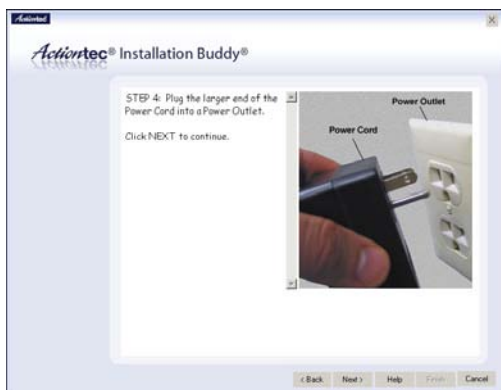 Actiontec
Actiontec® Installation Buddy®
STEP 4: Plug the larger end of the
Power Cord into a Power Outlet.
Click NEXT to continue.
Power Outlet
Power Cord
< Back Next > Help Finish Cancel